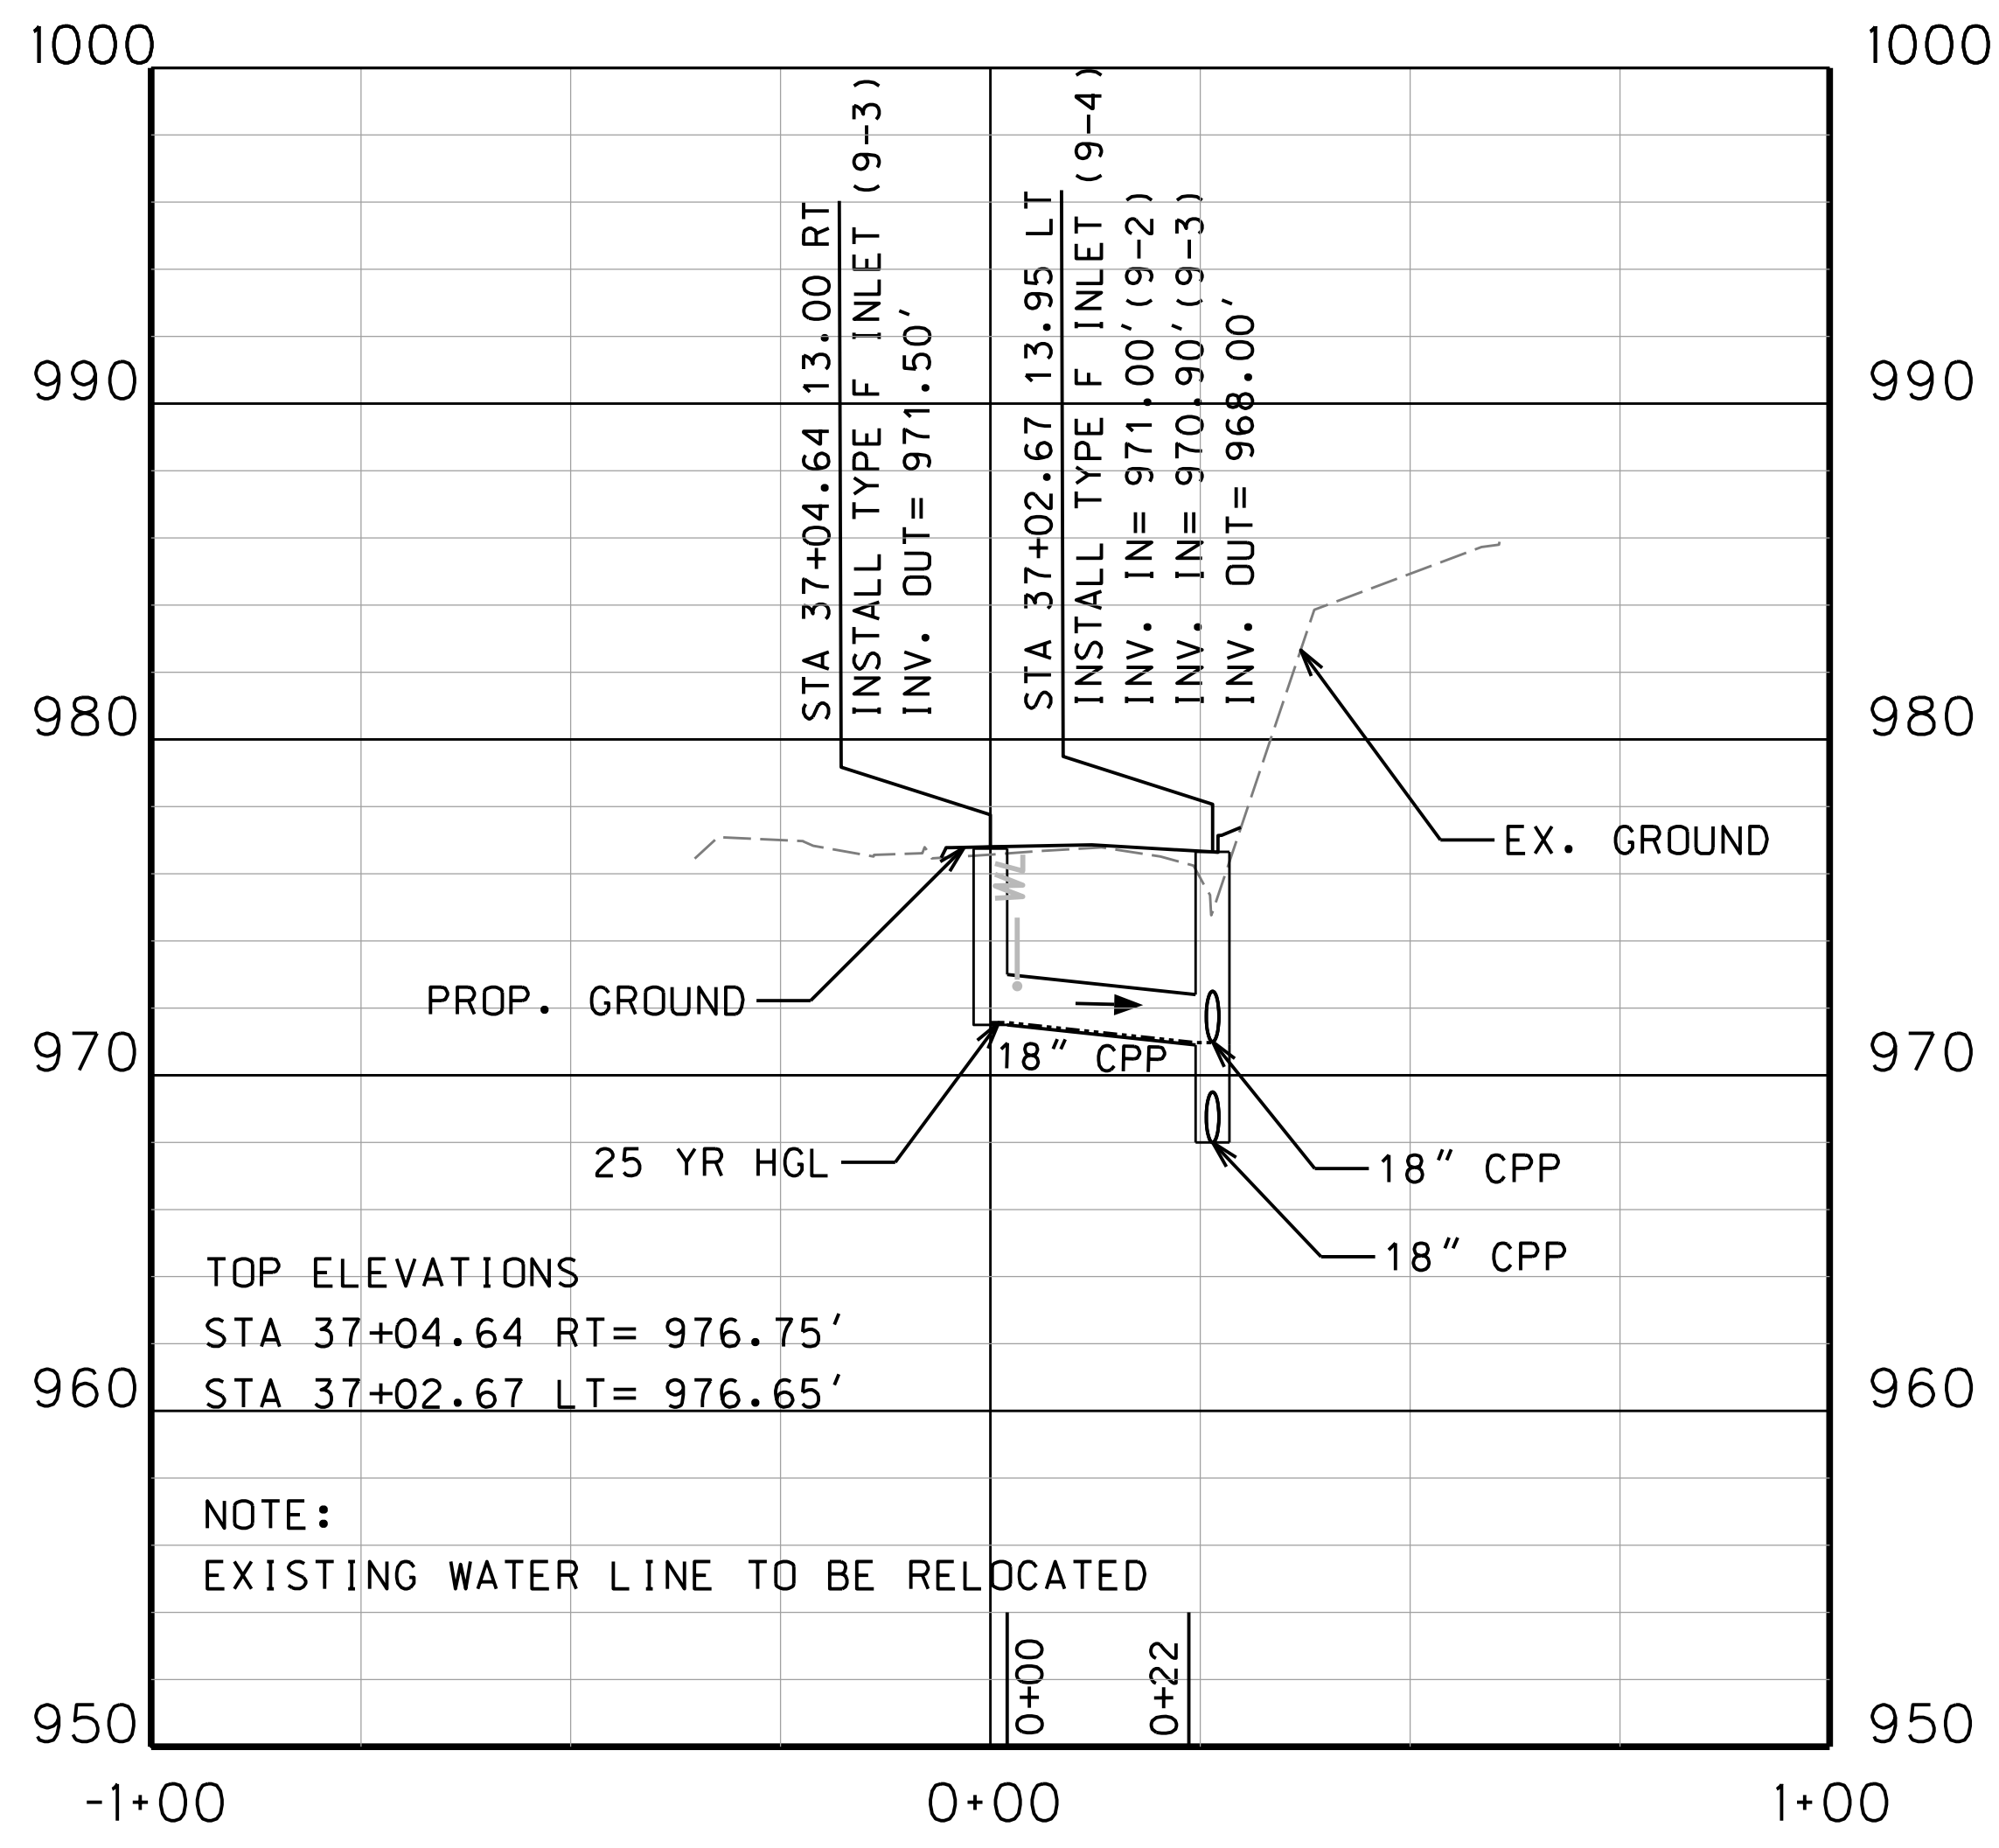 1000
1000
STA 37+04.64 13.00 RT
INSTALL TYPE F INLET (9-3)
INV. OUT= 971.50'
STA 37+02.67 13.95 LT
INSTALL TYPE F INLET (9-4)
INV. IN= 971.00'(9-2)
INV. IN= 970.90'(9-3)
INV. OUT= 968.00'
990
990
980
980
EX. GROUND
W
PROP. GROUND
970
970
18" CPP
25 YR HGL
18" CPP
18" CPP
TOP ELEVATIONS
STA 37+04.64 RT= 976.75'
STA 37+02.67 LT= 976.65'
960
960
NOTE:
EXISTING WATER LINE TO BE RELOCATED
0+00
0+22
950
950
-1+00
0+00
1+00